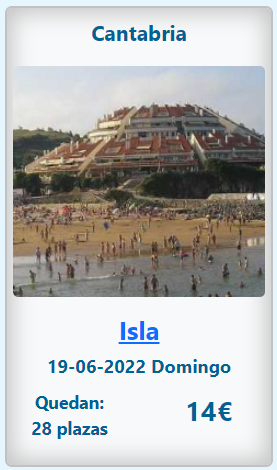 Cantabria
Isla
19-06-2022 Domingo
Quedan:
28 plazas
14€